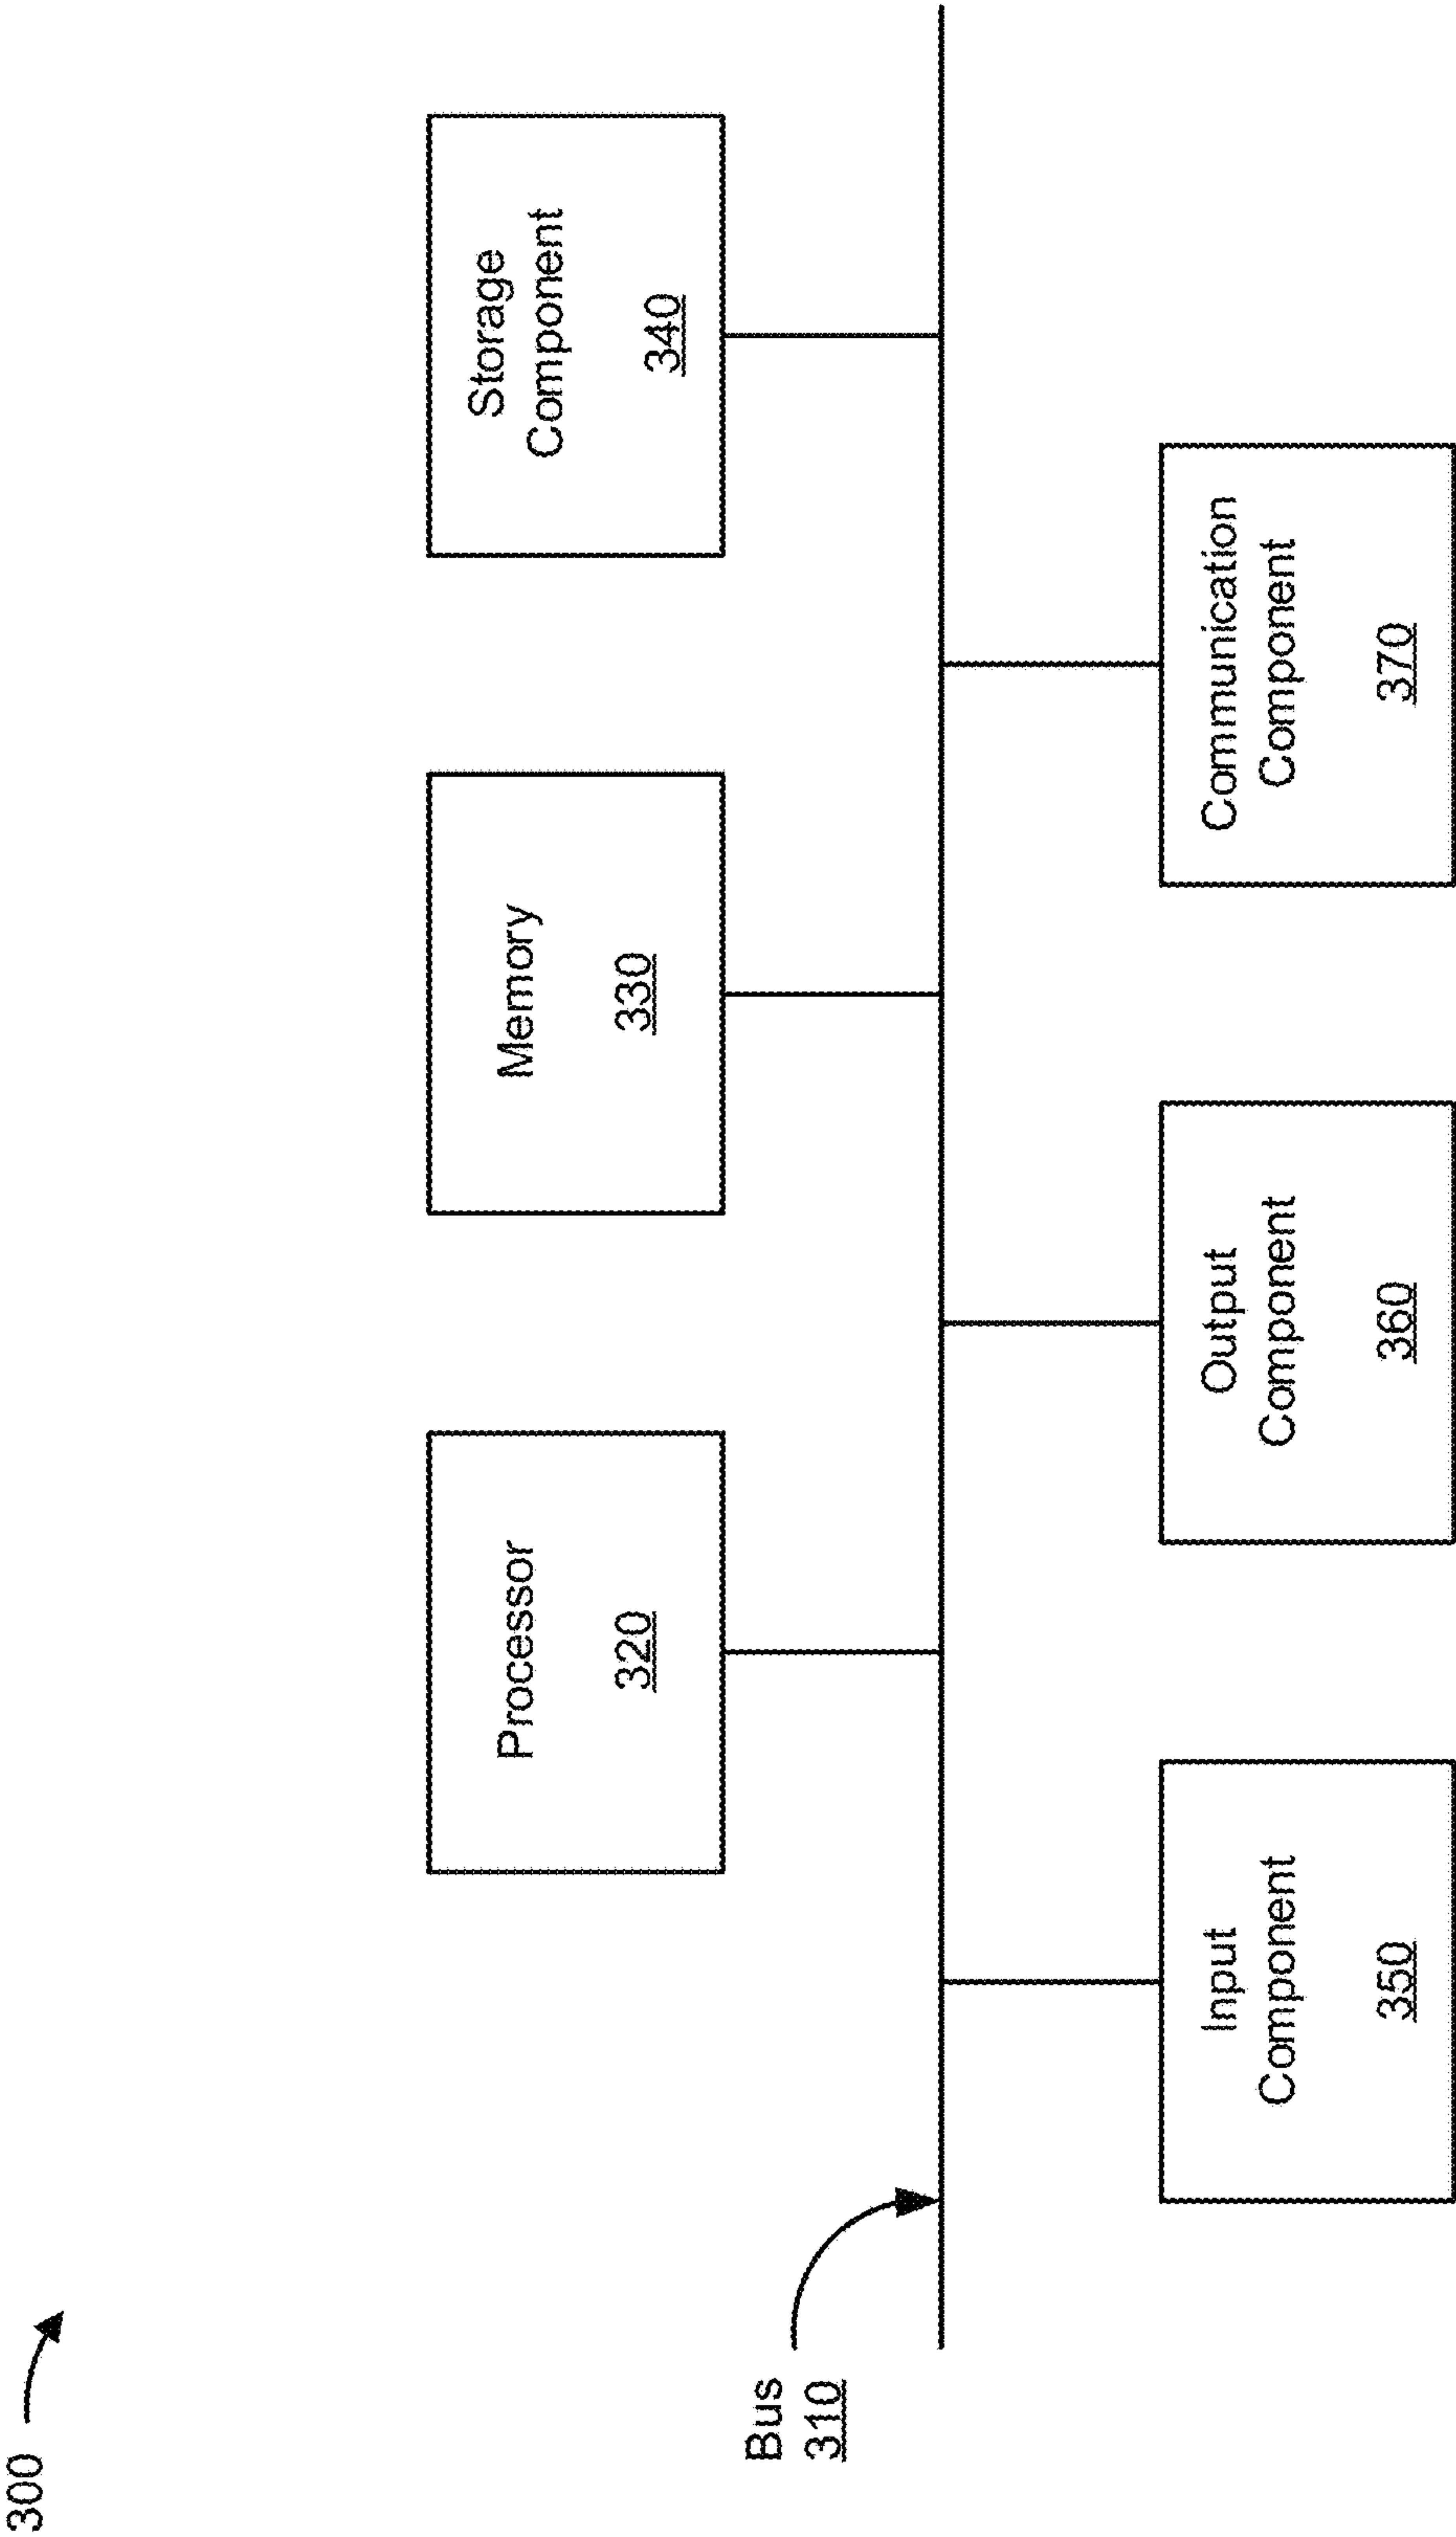 300
Bus
310
Processor
320
Memory
330
Storage
Component
340
Input
Component
350
Output
Component
360
Communication
Component
370